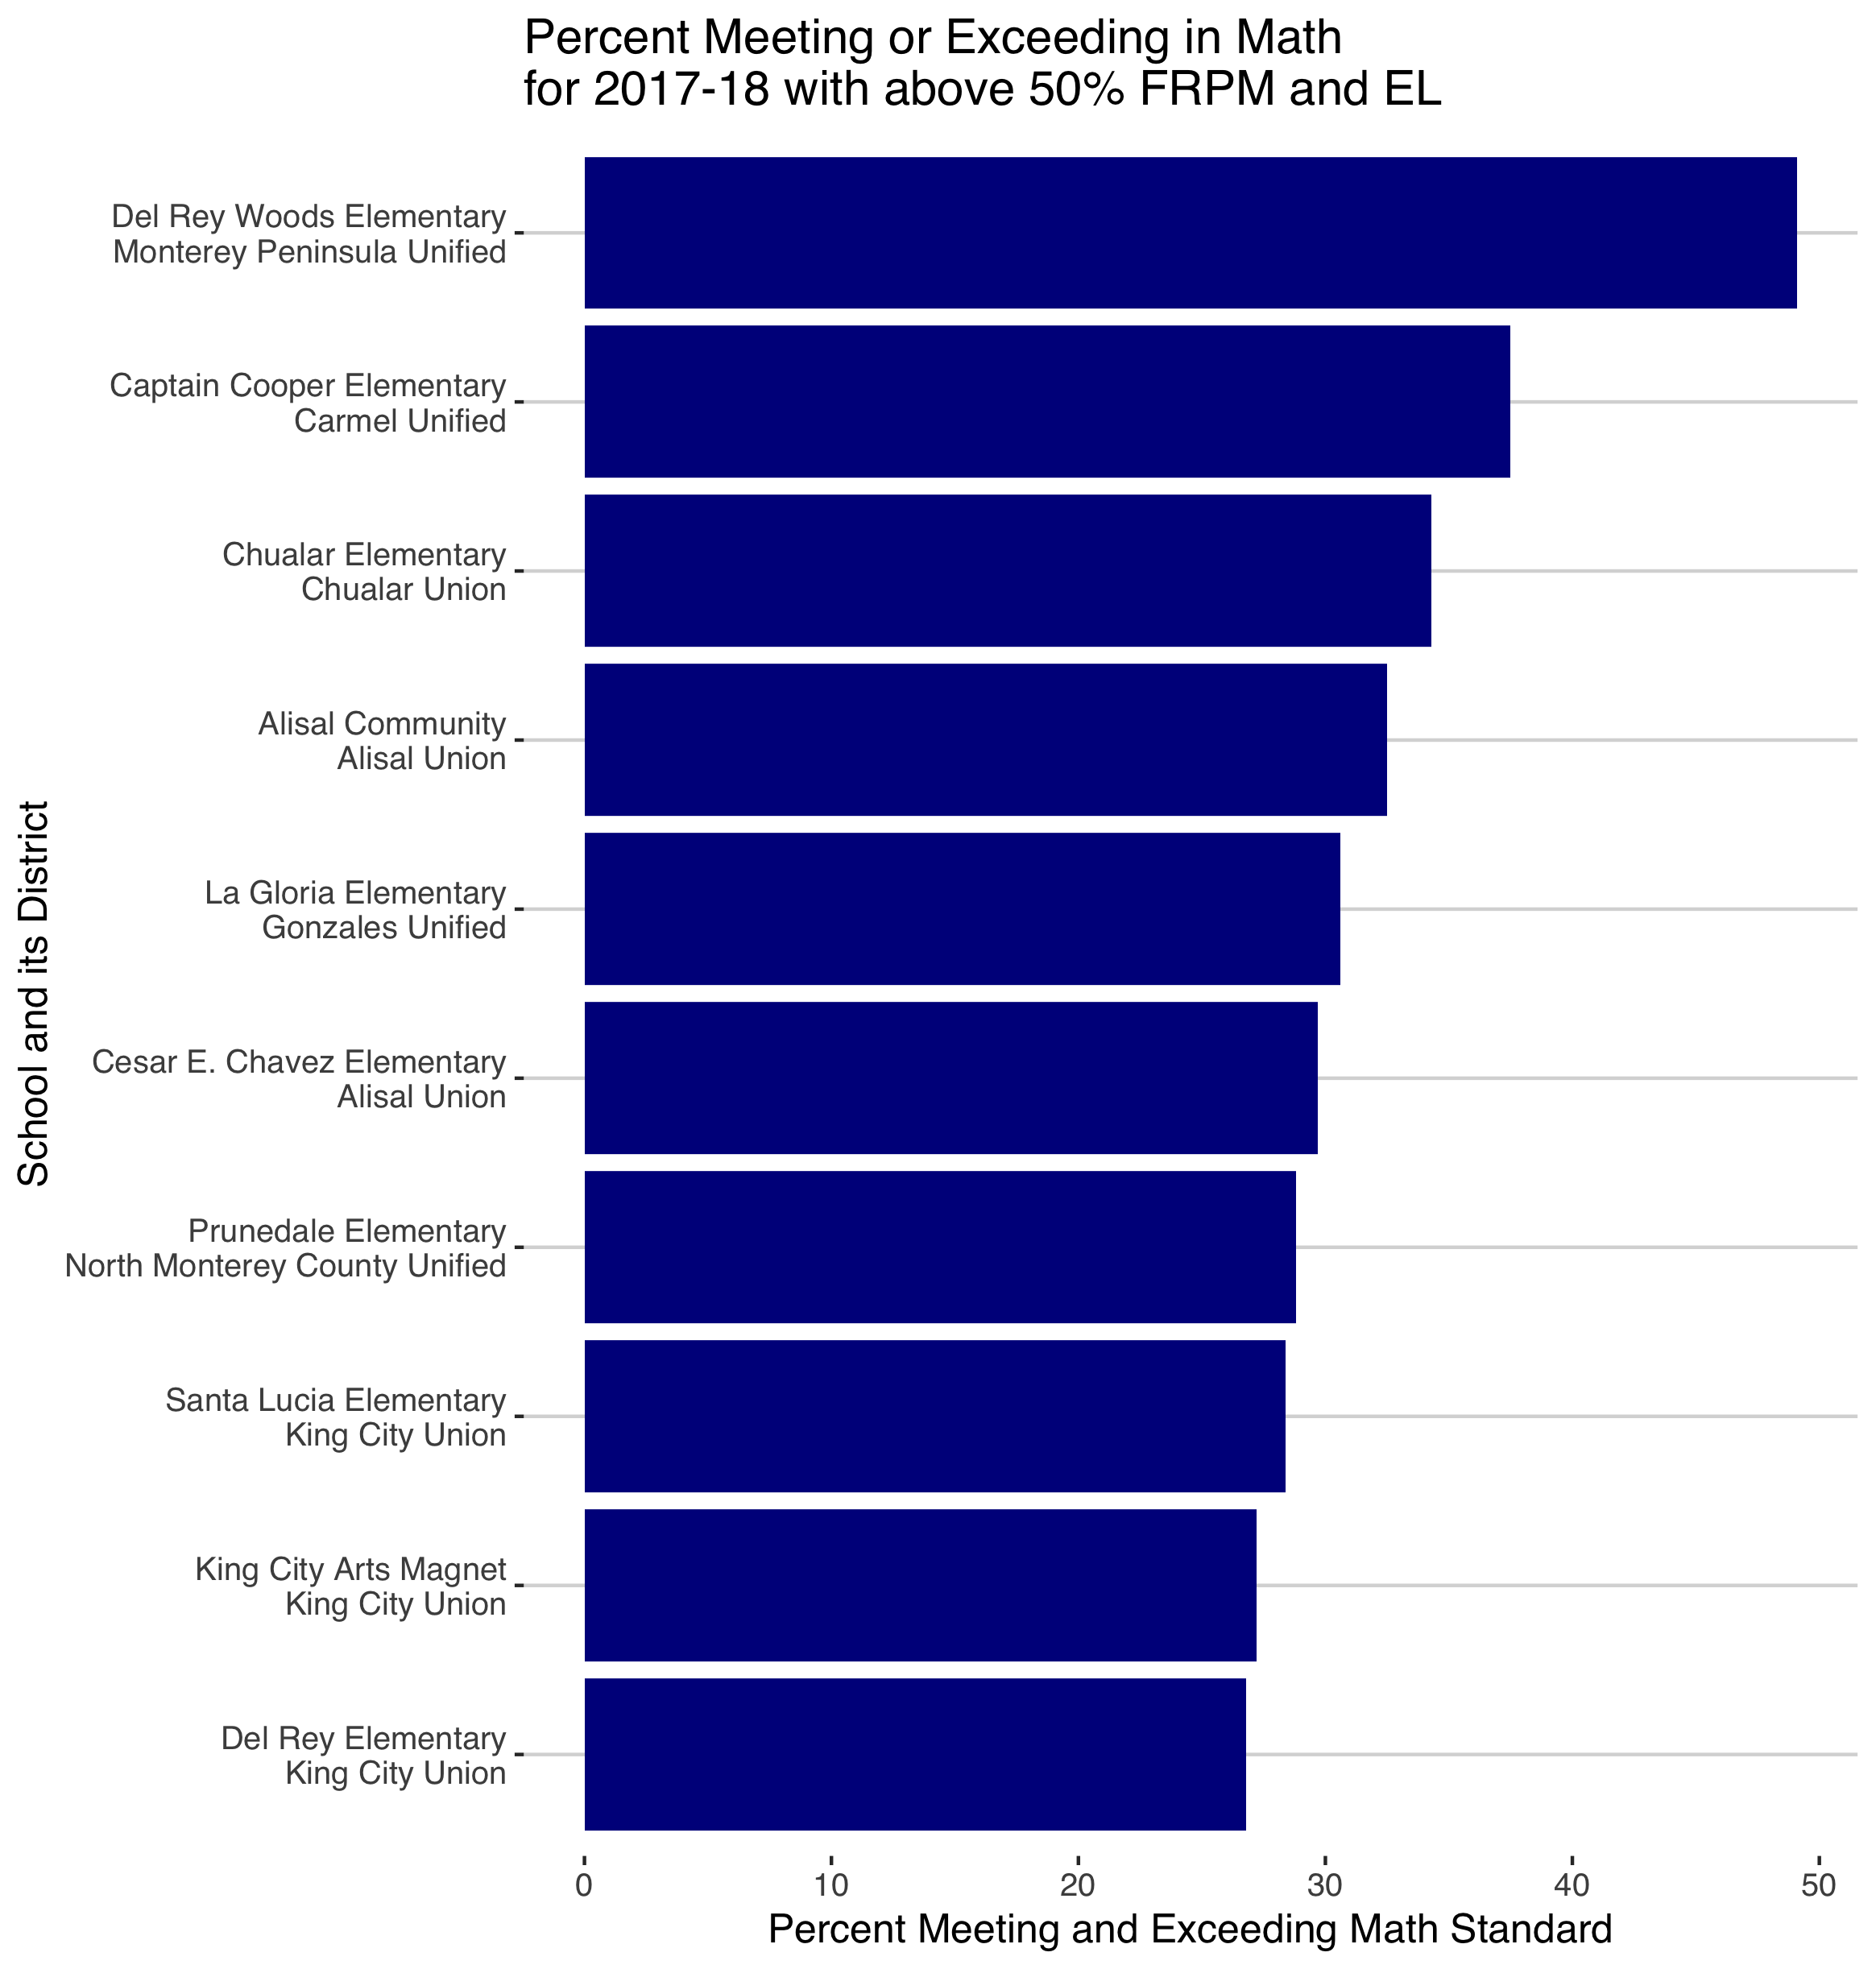 Percent Meeting or Exceeding in Math
for 2017-18 with above 50% FRPM and EL
School and its District
Del Rey Woods Elementary
Monterey Peninsula Unified
Captain Cooper Elementary
Carmel Unified
Chualar Elementary
Chualar Union
Alisal Community
Alisal Union
La Gloria Elementary
Gonzales Unified
Cesar E. Chavez Elementary
Alisal Union
Prunedale Elementary
North Monterey County Unified
Santa Lucia Elementary
King City Union
King City Arts Magnet
King City Union
Del Rey Elementary
King City Union
0 10 20 30 40 50
Percent Meeting and Exceeding Math Standard